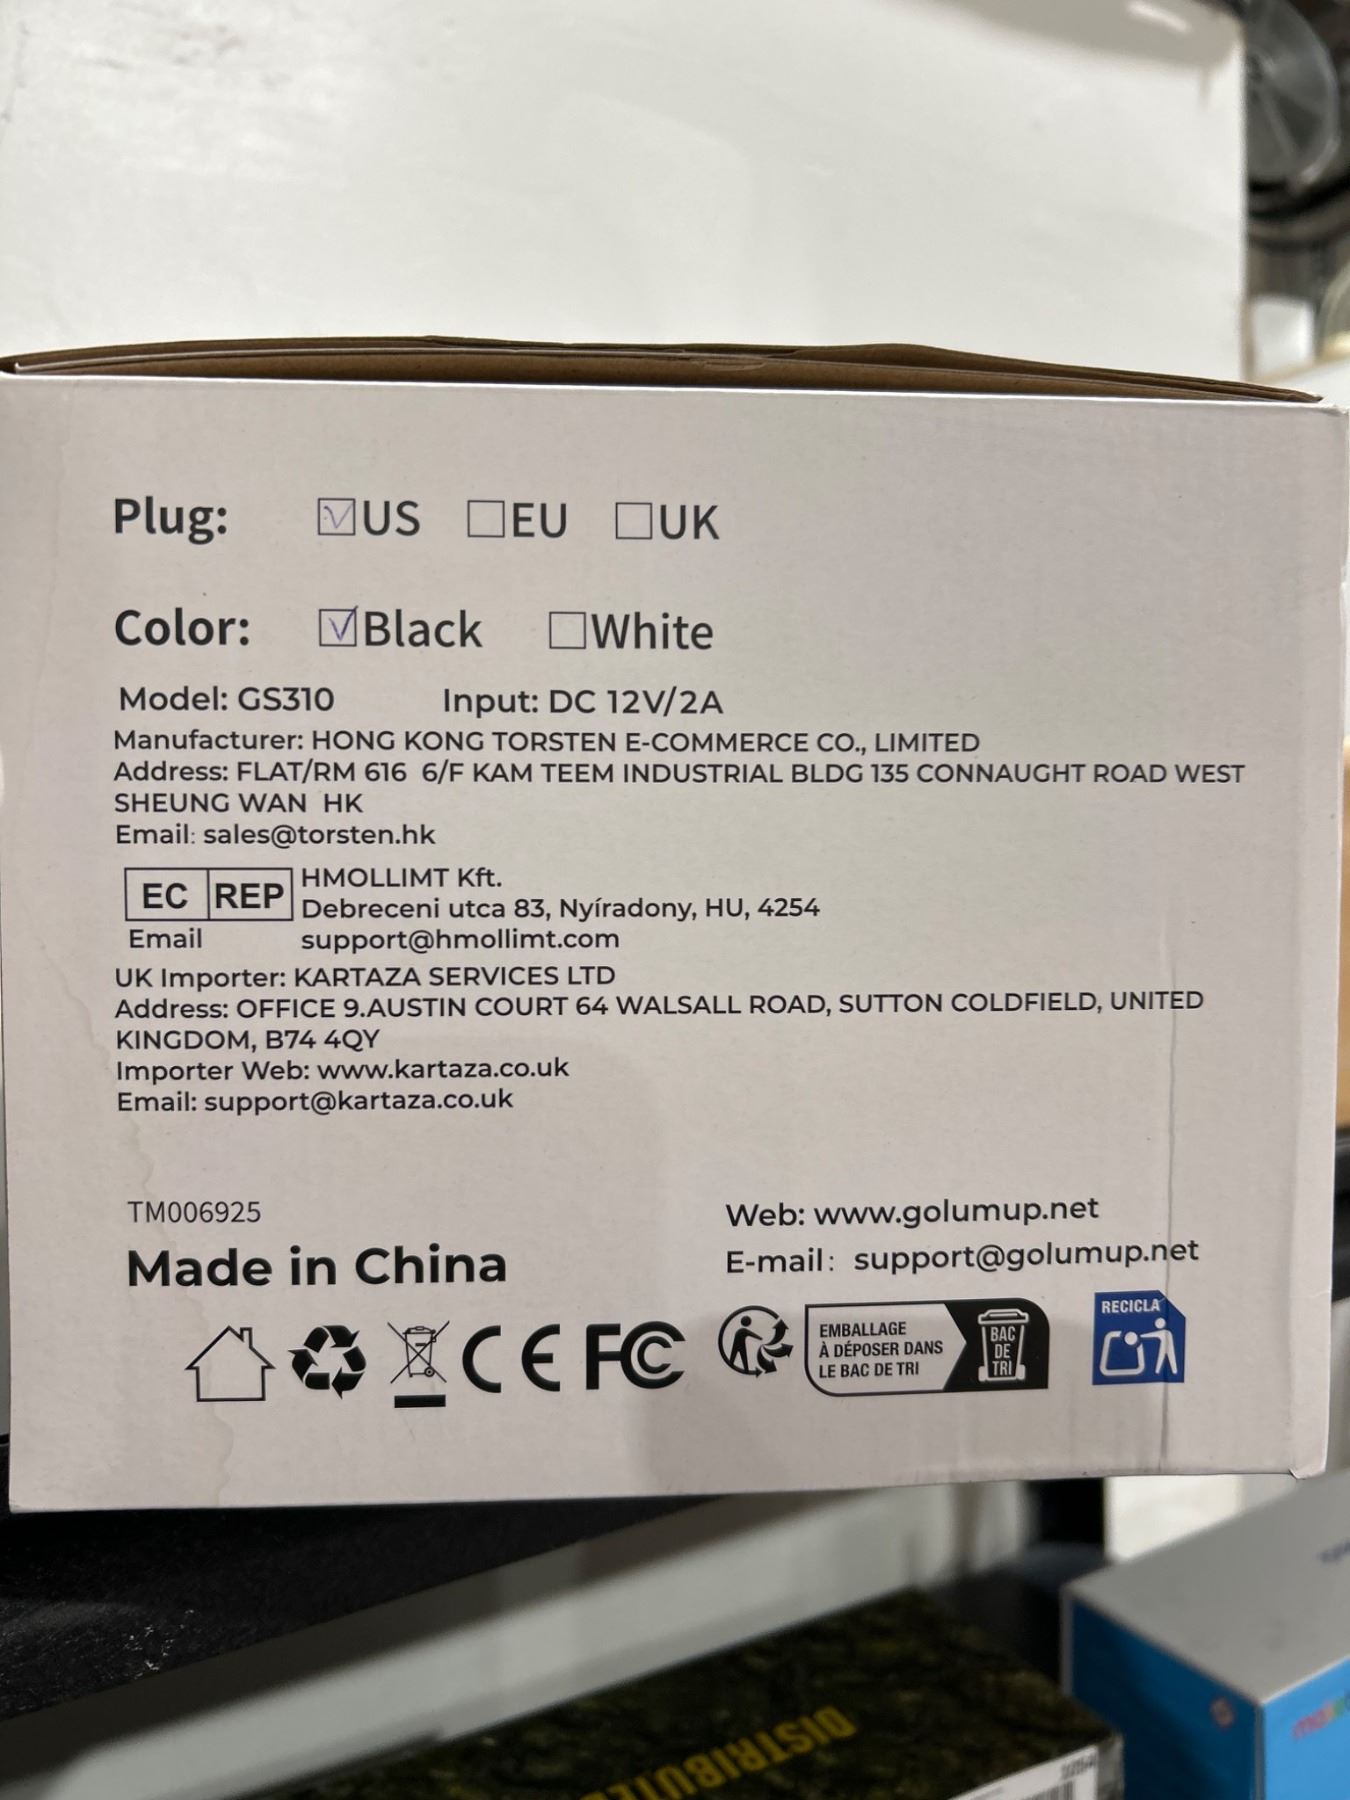 Plug: ☑US ☐EU ☐UK
Color: ☑Black ☐White
Model: GS310 Input: DC 12V/2A
Manufacturer: HONG KONG TORSTEN E-COMMERCE CO., LIMITED
Address: FLAT/RM 616 6/F KAM TEEM INDUSTRIAL BLDG 135 CONNAUGHT ROAD WEST
SHEUNG WAN HK
Email: sales@torsten.hk
EC REP HMOLLIMT Kft.
Debreceni utca 83, Nyíradony, HU, 4254
Email support@hmollimt.com
UK Importer: KARTAZA SERVICES LTD
Address: OFFICE 9.AUSTIN COURT 64 WALSALL ROAD, SUTTON COLDFIELD, UNITED
KINGDOM, B74 4QY
Importer Web: www.kartaza.co.uk
Email: support@kartaza.co.uk
TM006925
Made in China
Web: www.golumup.net
E-mail: support@golumup.net
CE FC
EMBALLAGE
À DÉPOSER DANS
LE BAC DE TRI
BAC
DE
TRI
RECICLA